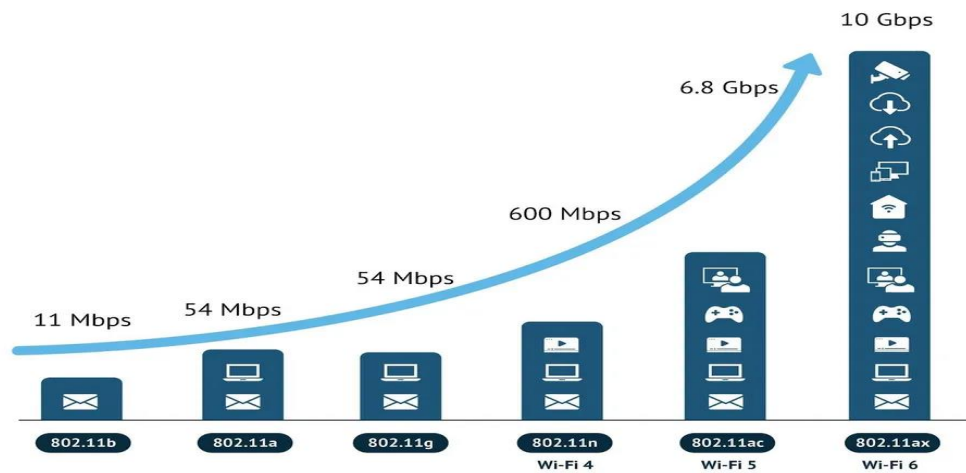 10 Gbps
6.8 Gbps
600 Mbps
54 Mbps
54 Mbps
11 Mbps
802.11b
802.11a
802.11g
802.11n
802.11ac
802.11ax
Wi-Fi 4
Wi-Fi 5
Wi-Fi 6